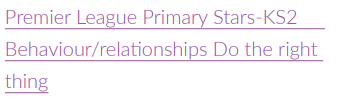 Premier League Primary Stars-KS2
Behaviour/relationships Do the right
thing